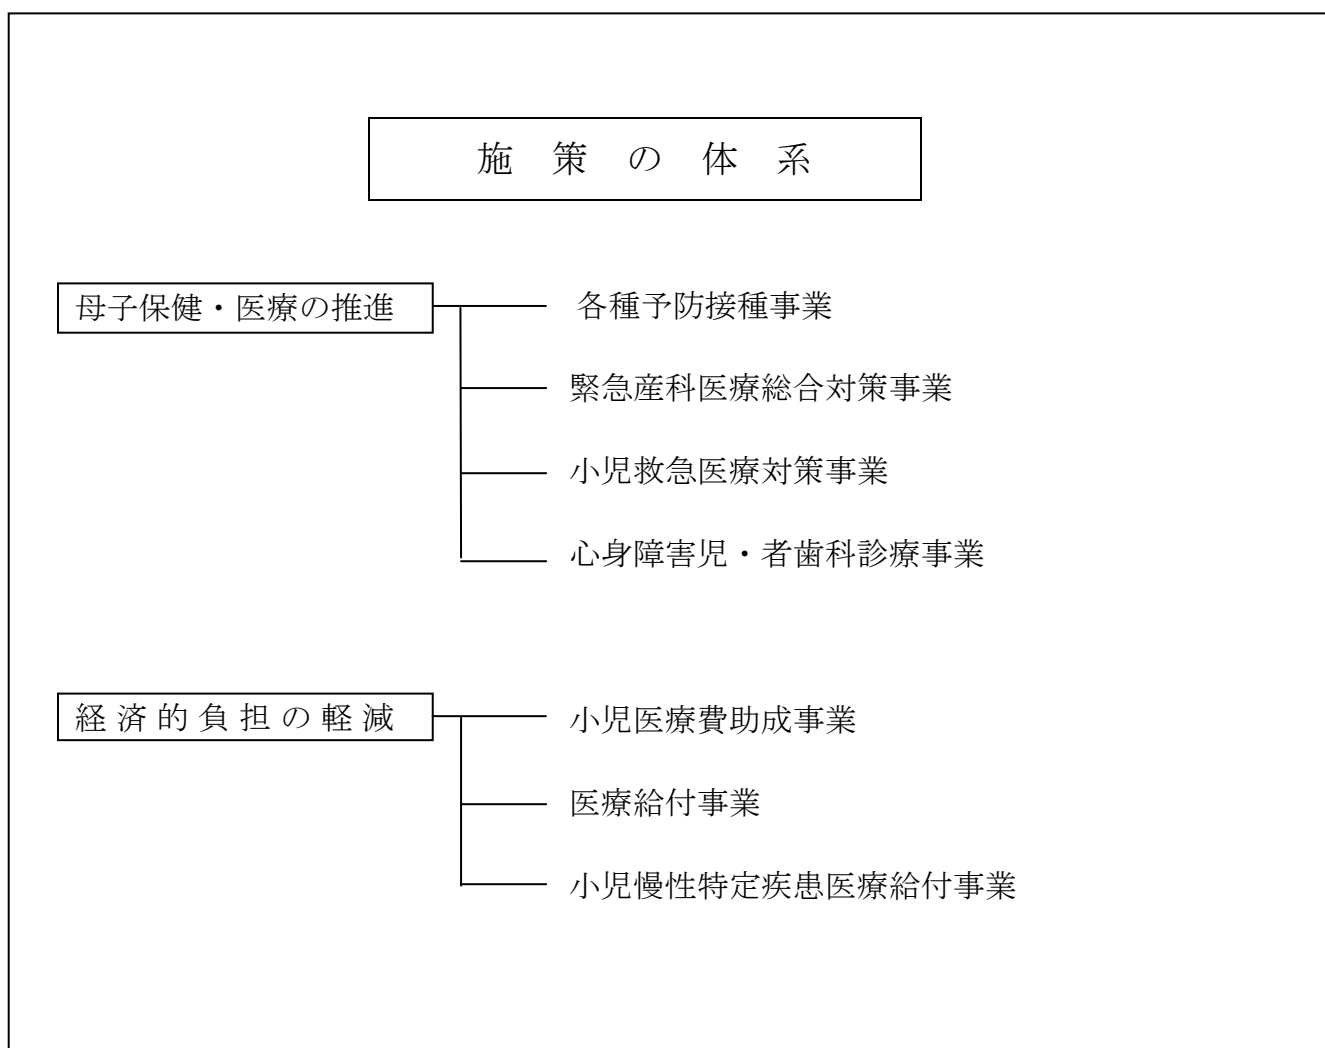 施策の体系
母子保健・医療の推進
各種予防接種事業
緊急産科医療総合対策事業
小児救急医療対策事業
心身障害児・者歯科診療事業
経済的負担の軽減
小児医療費助成事業
医療給付事業
小児慢性特定疾患医療給付事業